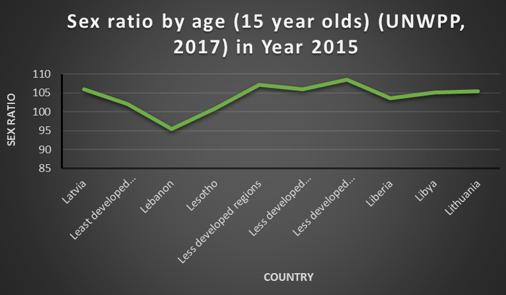 Sex ratio by age (15 year olds) (UNWPP,
2017) in Year 2015
110
105
100
95
90
85
SEX RATIO
Latvia
Least developed…
Lebanon
Lesotho
Less developed regions
Less developed…
Less developed…
Liberia
Libya
Lithuania
COUNTRY